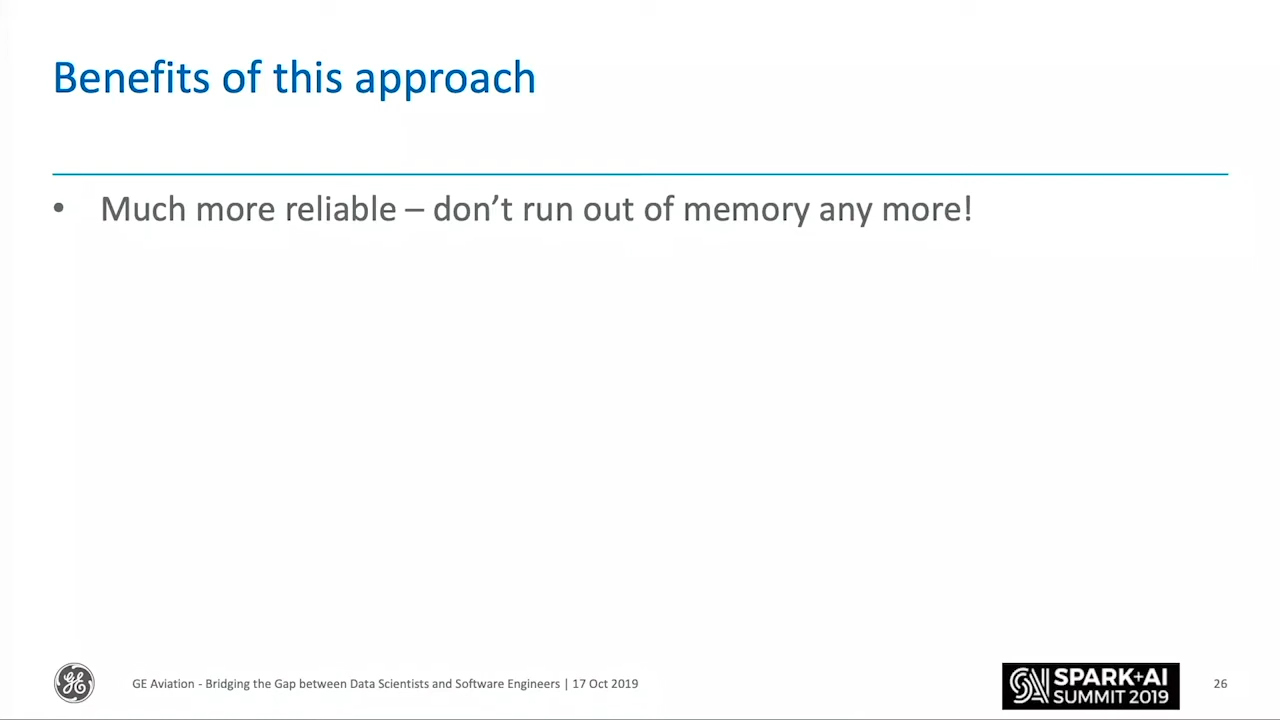 Benefits of this approach
• Much more reliable – don’t run out of memory any more!
GE Aviation - Bridging the Gap between Data Scientists and Software Engineers | 17 Oct 2019
SPARK+AI
SUMMIT 2019
26